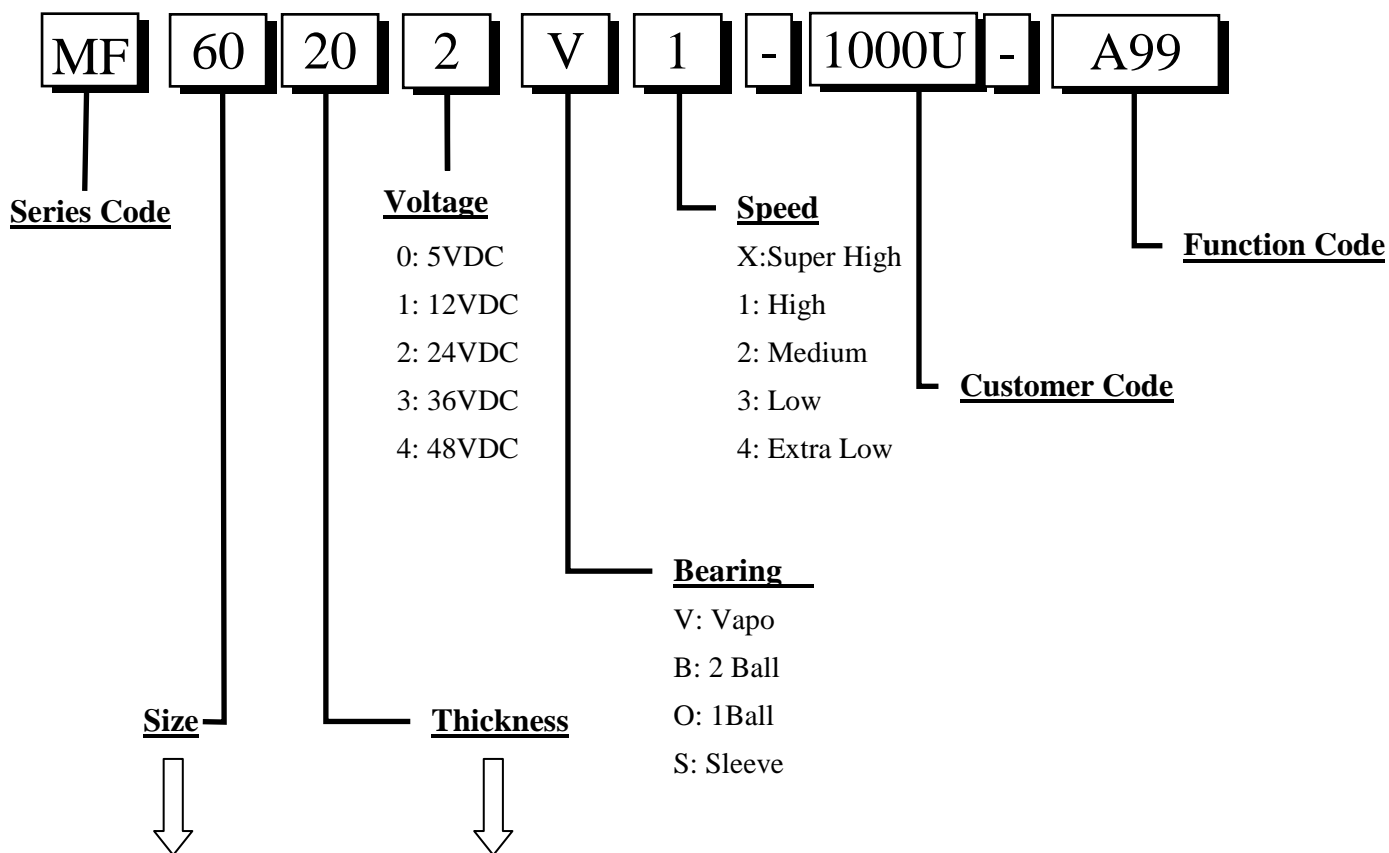 MF 60 20 2 V 1 - 1000U - A99
Series Code
Voltage
0: 5VDC
1: 12VDC
2: 24VDC
3: 36VDC
4: 48VDC
Speed
X:Super High
1: High
2: Medium
3: Low
4: Extra Low
Function Code
Customer Code
Bearing
V: Vapo
B: 2 Ball
O: 1Ball
S: Sleeve
Size
Thickness